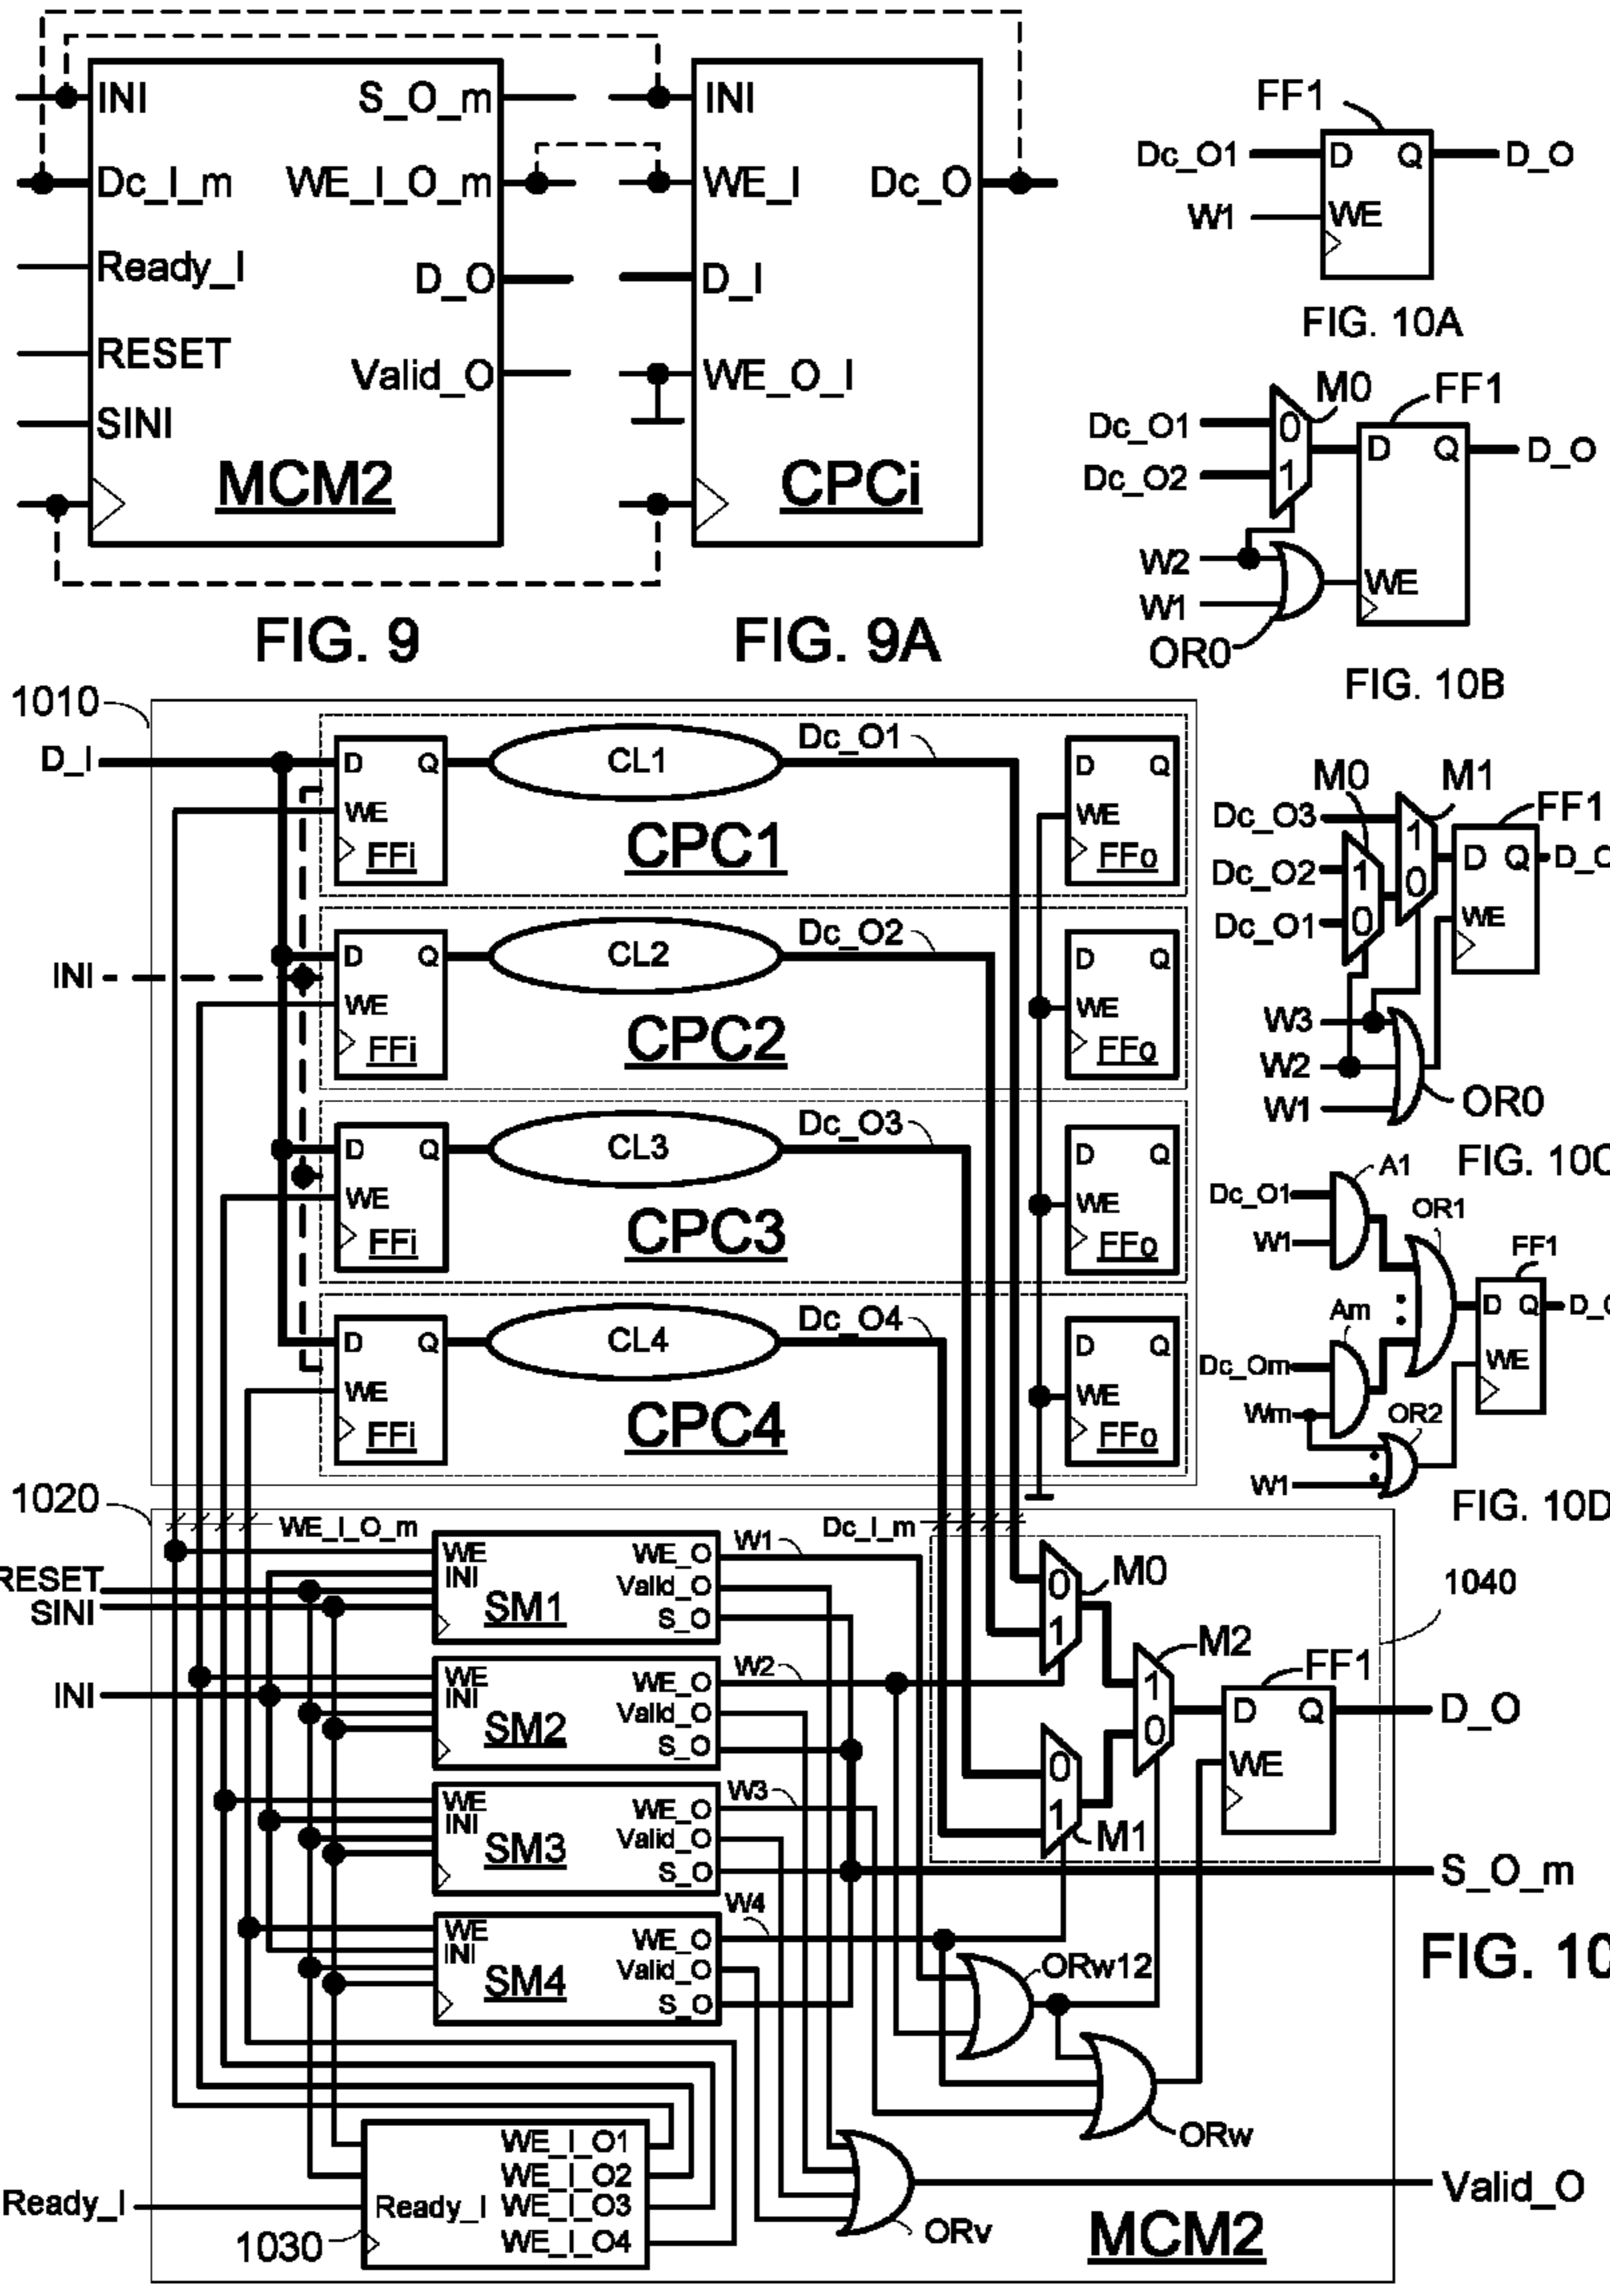 INI
Dc_I_m
Ready_I
RESET
SINI
S_O_m
WE_I_O_m
D_O
Valid_O
MCM2
FIG. 9
INI
WE_I
D_I
WE_O_I
Dc_O
CPCi
FIG. 9A
FF1
Dc_O1
D Q
D_O
W1
WE
FIG. 10A
M0
FF1
Dc_O1
0
Dc_O2
1
D Q
D_O
W2
W1
WE
OR0
FIG. 10B
M0
M1
FF1
Dc_O3
1
Dc_O2
1
0
D Q
Dc_O1
0
WE
W3
W2
W1
OR0
A1
Dc_O1
OR1
W1
FF1
Am
D Q
Dc_Om
WE
Wm
OR2
W1
1010
D_I
D Q
CL1
Dc_O1
D Q
WE
WE
FFi
CPC1
FFo
D Q
CL2
Dc_O2
D Q
INI
WE
WE
FFi
CPC2
FFo
D Q
CL3
Dc_O3
D Q
WE
WE
FFi
CPC3
FFo
D Q
CL4
Dc_O4
D Q
WE
WE
FFi
CPC4
FFo
1020
WE_I_O_m
Dc_I_m
RESET
SINI
INI
WE
INI
SM1
WE_O
Valid_O
S_O
W1
WE
INI
SM2
WE_O
Valid_O
S_O
W2
WE
INI
SM3
WE_O
Valid_O
S_O
W3
WE
INI
SM4
WE_O
Valid_O
S_O
W4
0
1
M0
0
1
M1
M2
1
0
FF1
D Q
WE
1040
D_O
S_O_m
ORw12
ORw
WE_I_O1
WE_I_O2
Ready_I
Ready_I
WE_I_O3
WE_I_O4
1030
ORv
Valid_O
MCM2